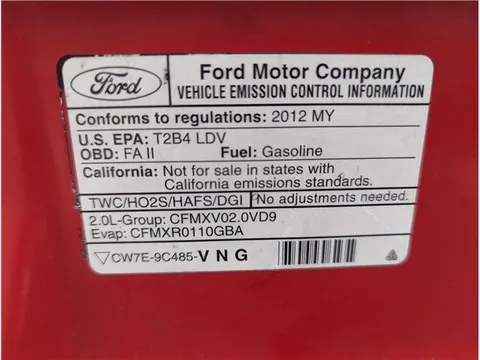 Ford
Ford Motor Company
VEHICLE EMISSION CONTROL INFORMATION
Conforms to regulations: 2012 MY
U.S. EPA: T2B4 LDV
OBD: FA II Fuel: Gasoline
California: Not for sale in states with
California emissions standards.
TWC/HO2S/HAFS/DGI No adjustments needed.
2.0L-Group: CFMXV02.0VD9
Evap: CFMXR0110GBA
CW7E-9C485-V N G